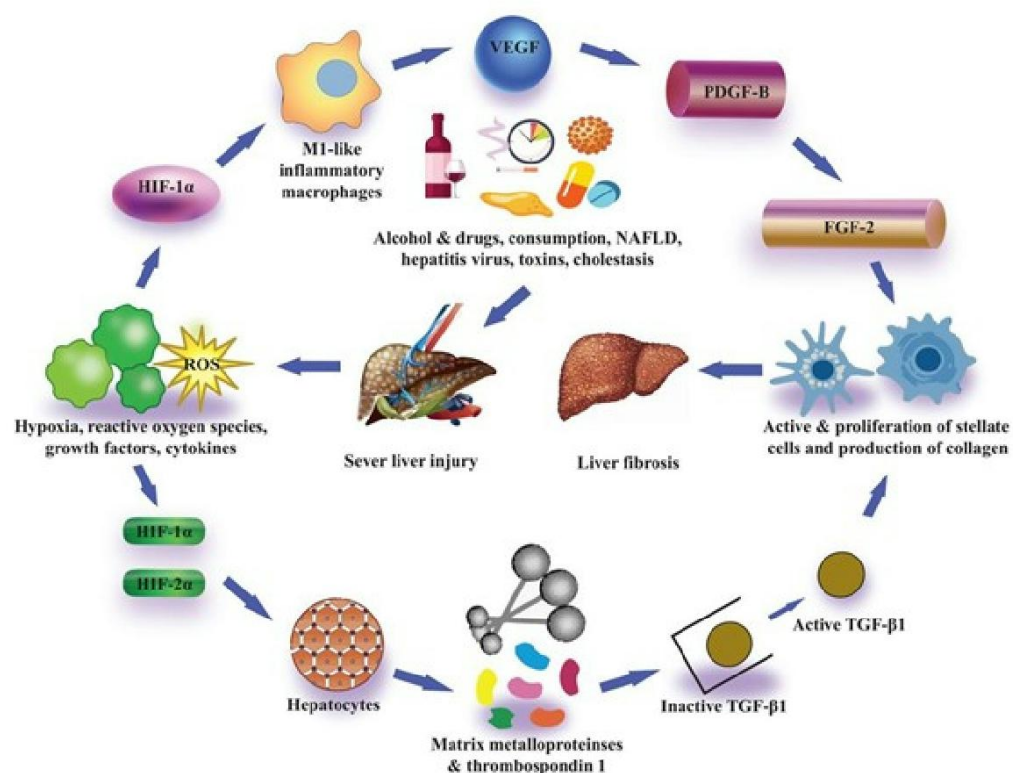 VEGF
PDGF-B
M1-like
inflammatory
macrophages
HIF-1α
FGF-2
Alcohol & drugs, consumption, NAFLD,
hepatitis virus, toxins, cholestasis
ROS
Hypoxia, reactive oxygen species,
growth factors, cytokines
Sever liver injury
Liver fibrosis
Active & proliferation of stellate
cells and production of collagen
HIF-1α
HIF-2α
Hepatocytes
Matrix metalloproteinses
& thrombospondin 1
Inactive TGF-β1
Active TGF-β1